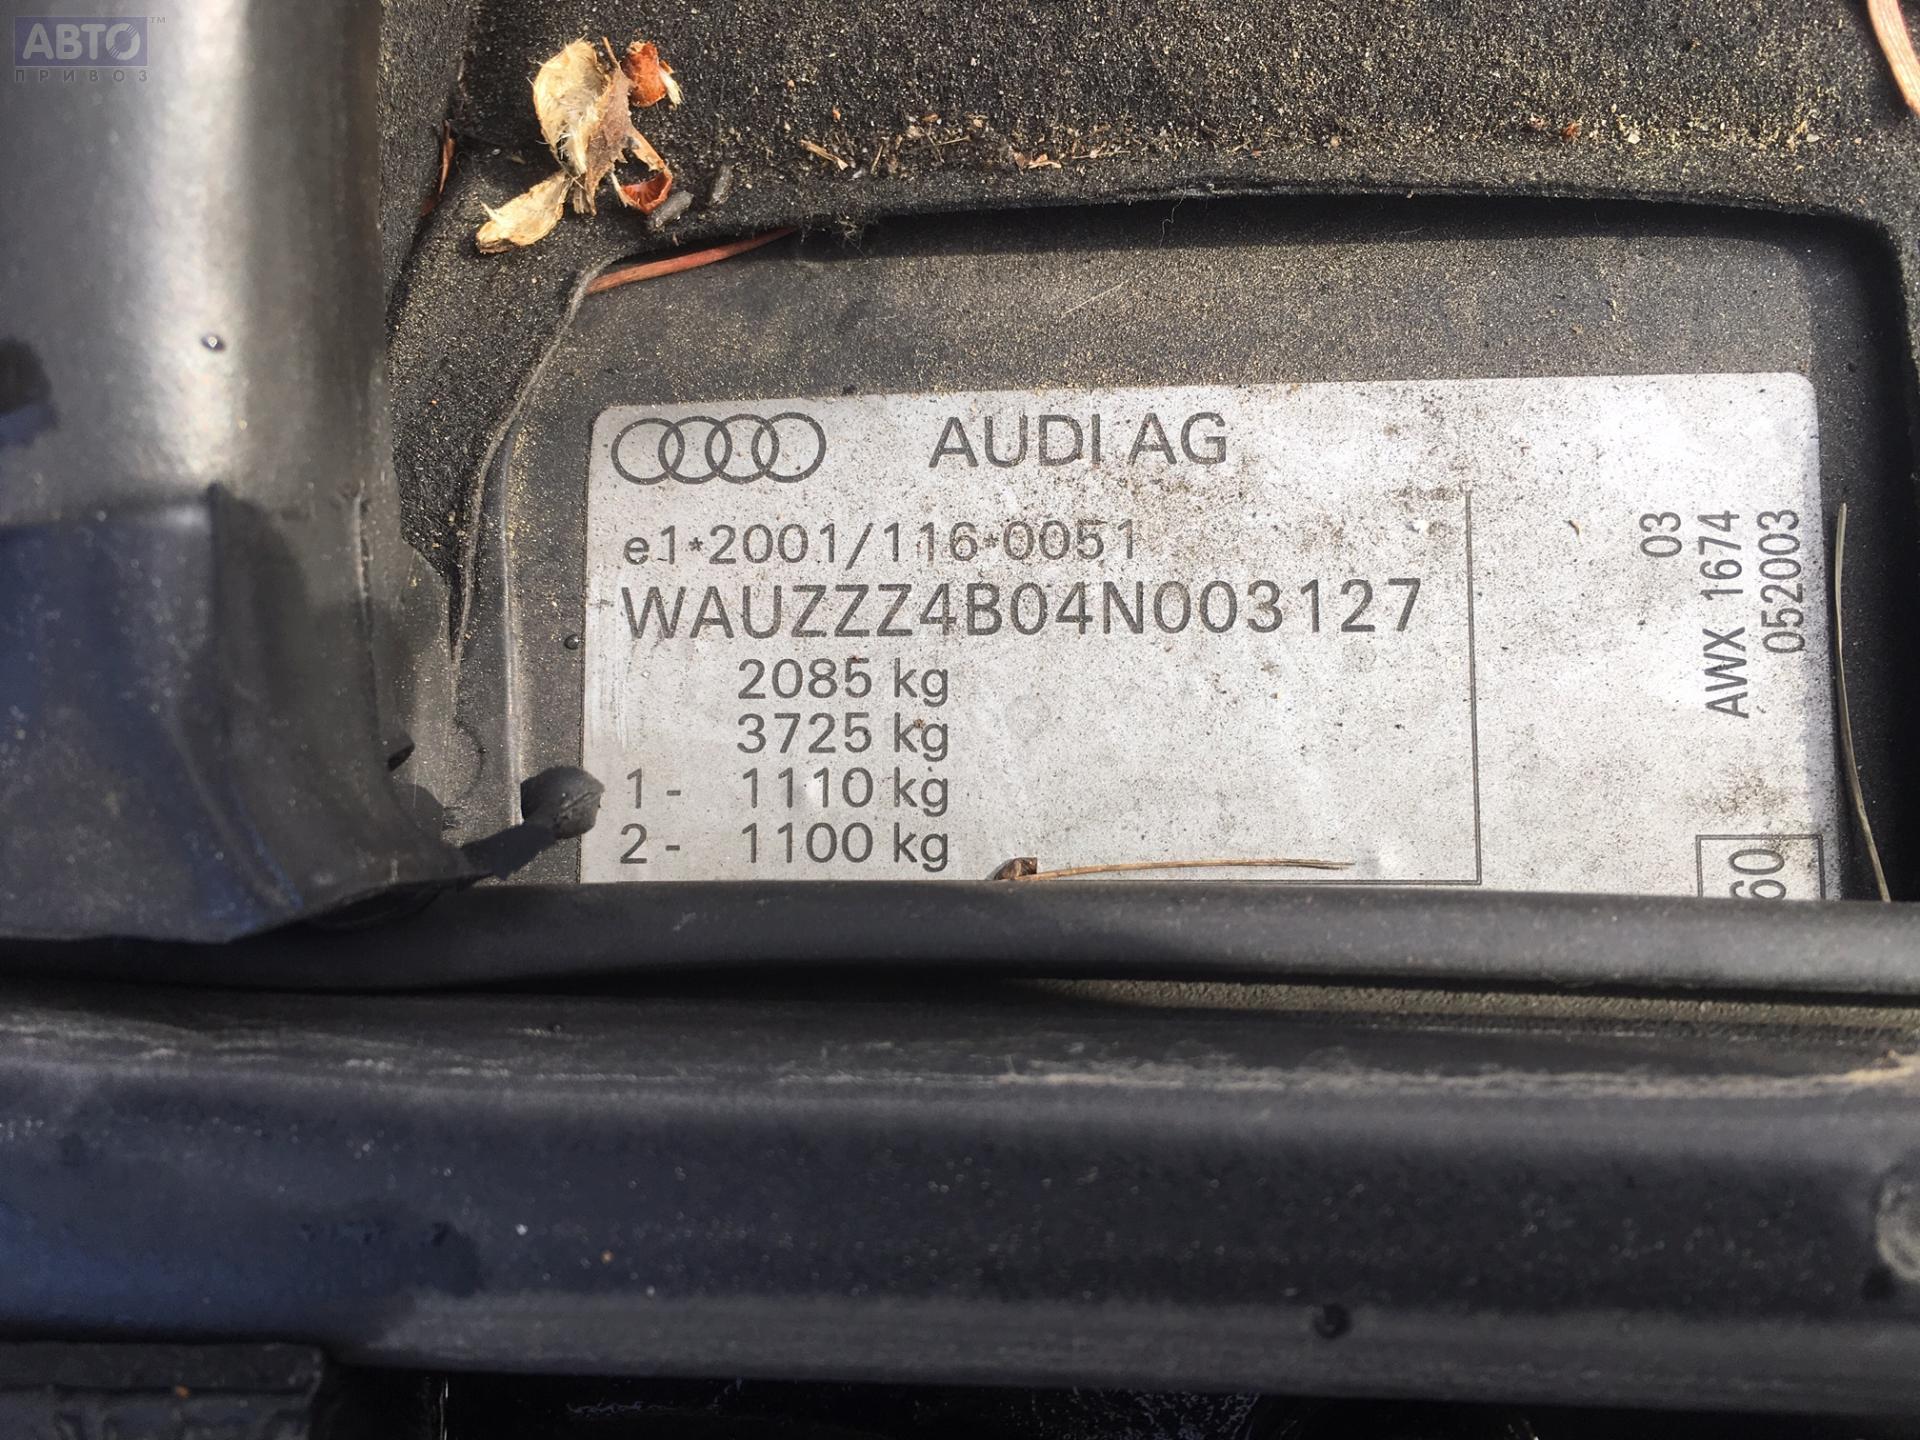 АВТО™
ПРИВОЗ
AUDI AG
e1*2001/116*0051
WAUZZZ4B04N003127
2085 kg
3725 kg
1 - 1110 kg
2 - 1100 kg
03
AWX 1674
052003
60